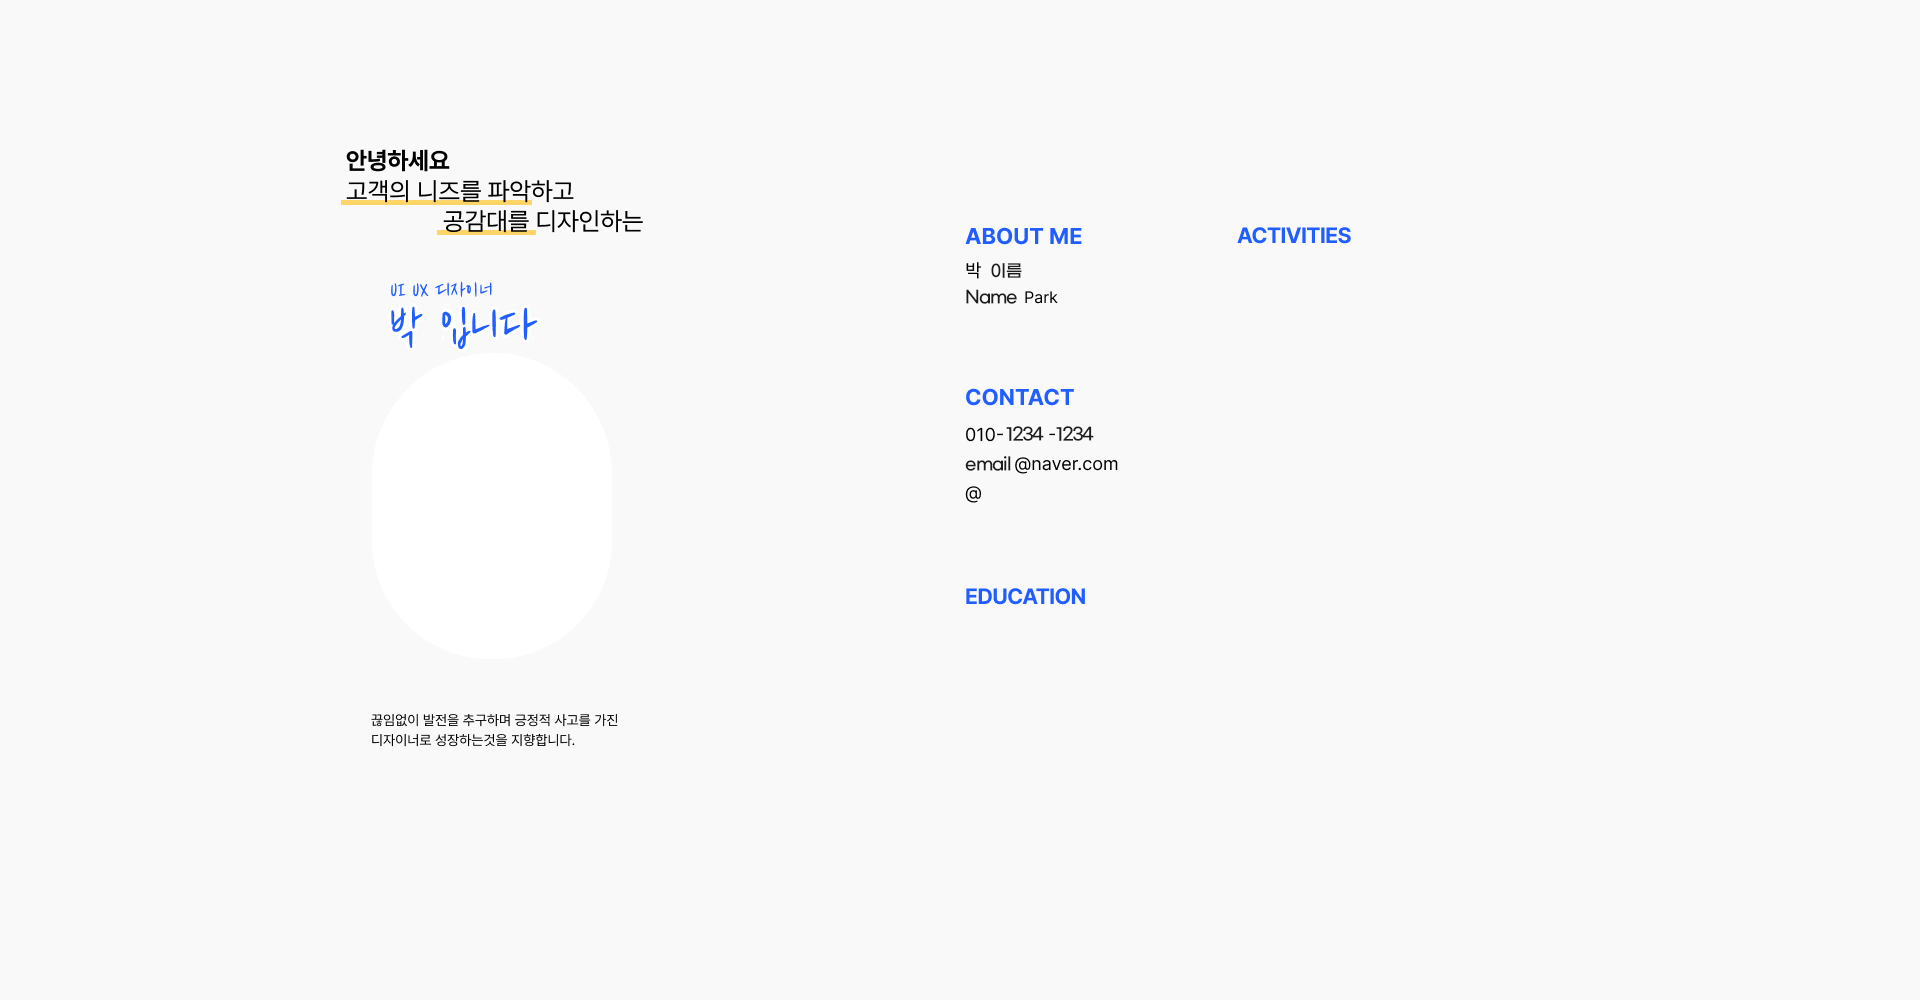 안녕하세요
고객의 니즈를 파악하고
공감대를 디자인하는
UI UX 디자이너
박 입니다
끊임없이 발전을 추구하며 긍정적 사고를 가진
디자이너로 성장하는것을 지향합니다.
ABOUT ME
박 이름
Name Park
CONTACT
010-1234 -1234
email @naver.com
@
EDUCATION
ACTIVITIES